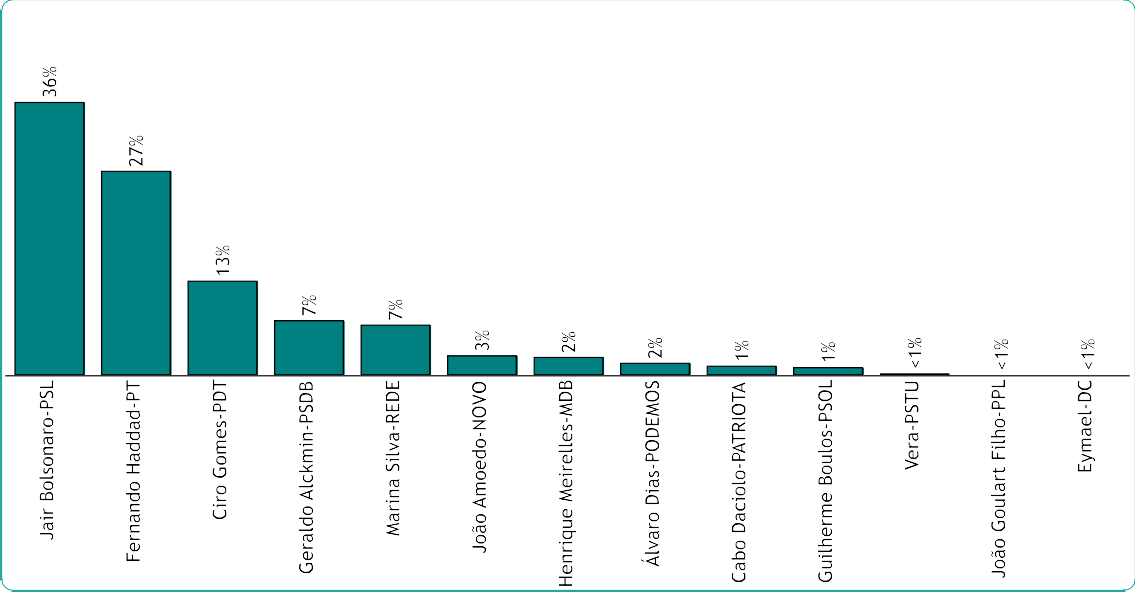 36%
27%
13%
7%
7%
3%
2%
2%
1%
1%
<1%
<1%
<1%
Jair Bolsonaro-PSL
Fernando Haddad-PT
Ciro Gomes-PDT
Geraldo Alckmin-PSDB
Marina Silva-REDE
João Amoedo-NOVO
Henrique Meirelles-MDB
Álvaro Dias-PODEMOS
Cabo Daciolo-PATRIOTA
Guilherme Boulos-PSOL
Vera-PSTU
João Goulart Filho-PPL
Eymael-DC